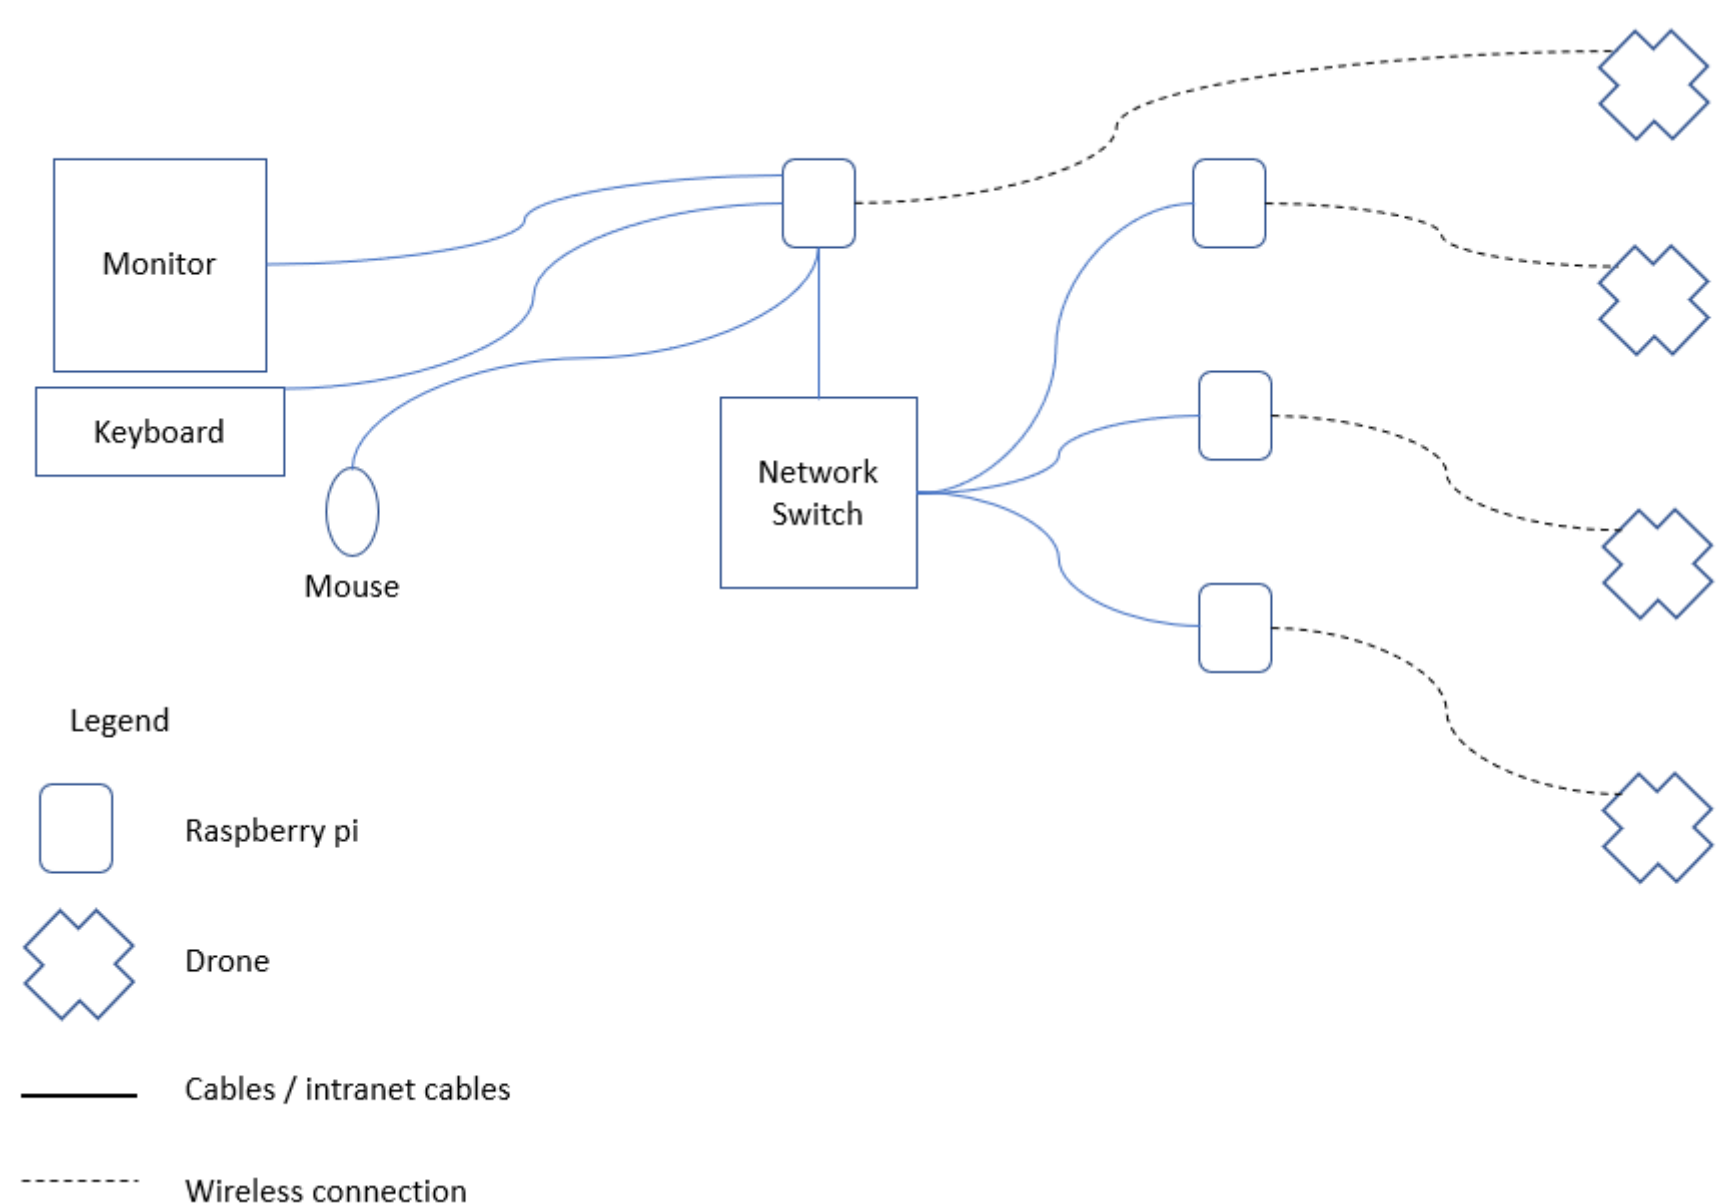 Monitor
Keyboard
Mouse
Network
Switch
Legend
Raspberry pi
Drone
Cables / intranet cables
Wireless connection